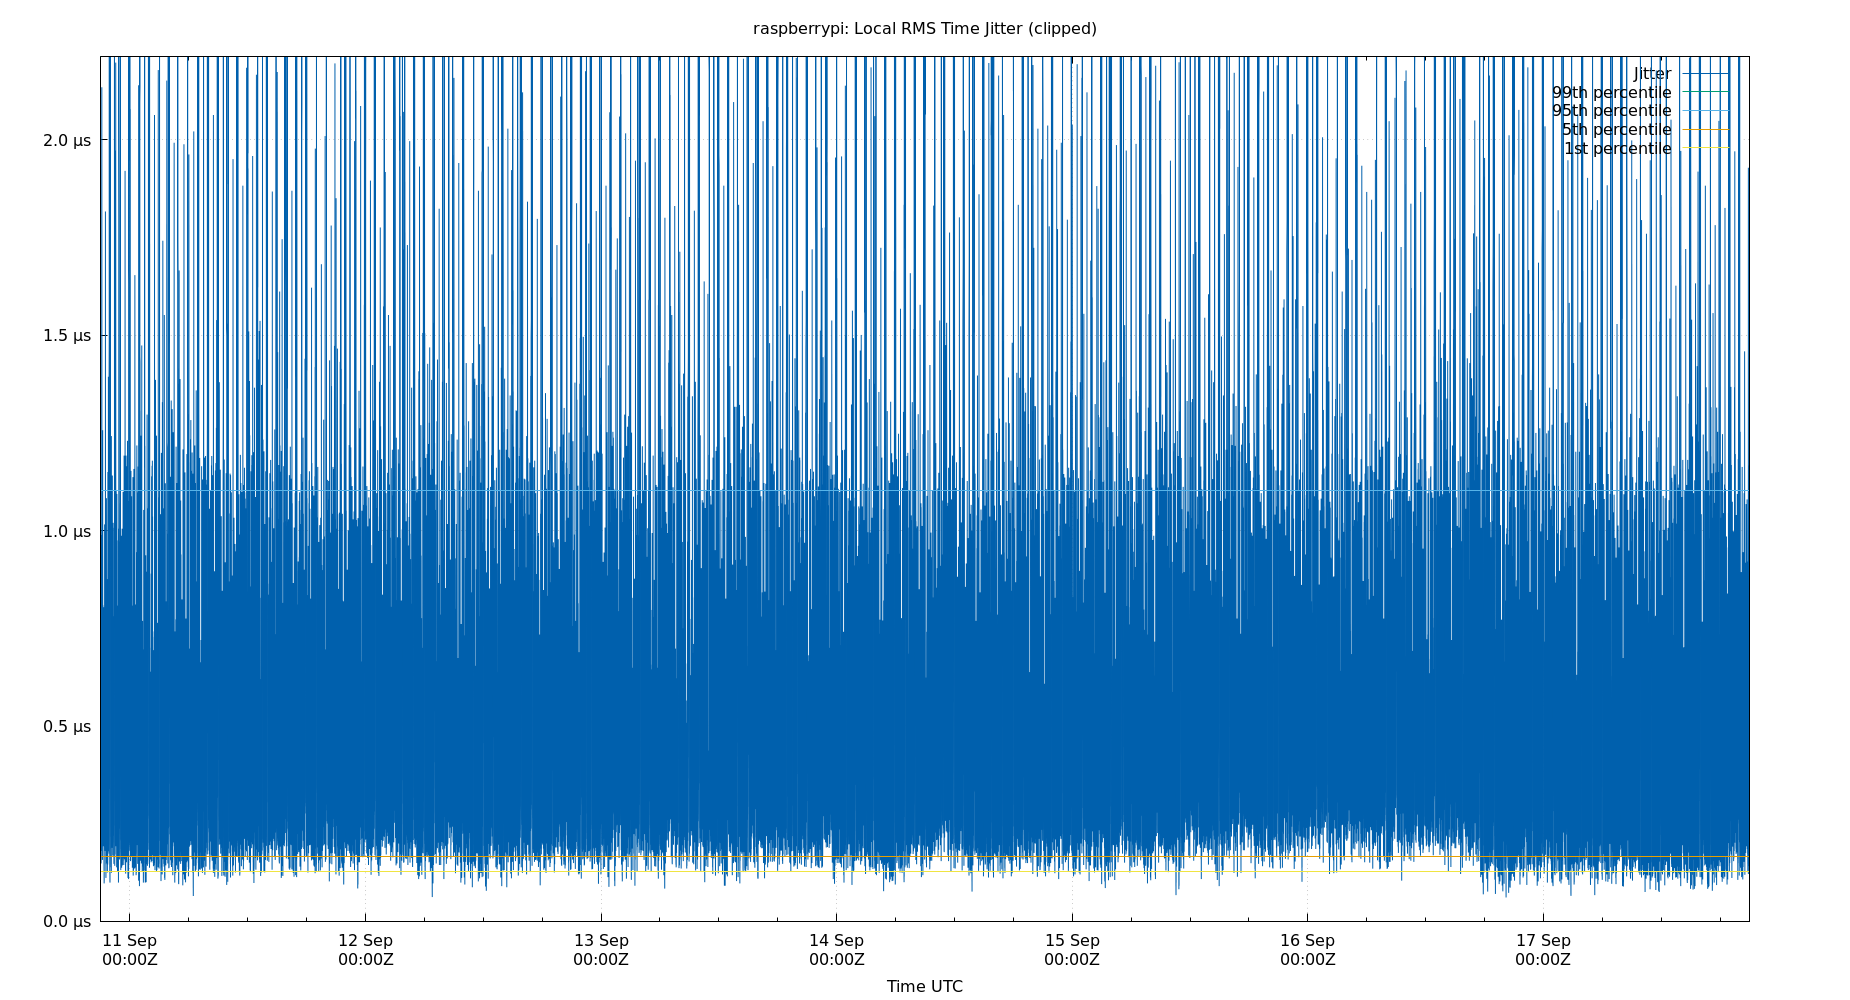 raspberrypi: Local RMS Time Jitter (clipped)
Jitter
99th percentile
95th percentile
5th percentile
1st percentile
2.0 μs
1.5 μs
1.0 μs
0.5 μs
0.0 μs
11 Sep 12 Sep 13 Sep 14 Sep 15 Sep 16 Sep 17 Sep
00:00Z 00:00Z 00:00Z 00:00Z 00:00Z 00:00Z 00:00Z
Time UTC